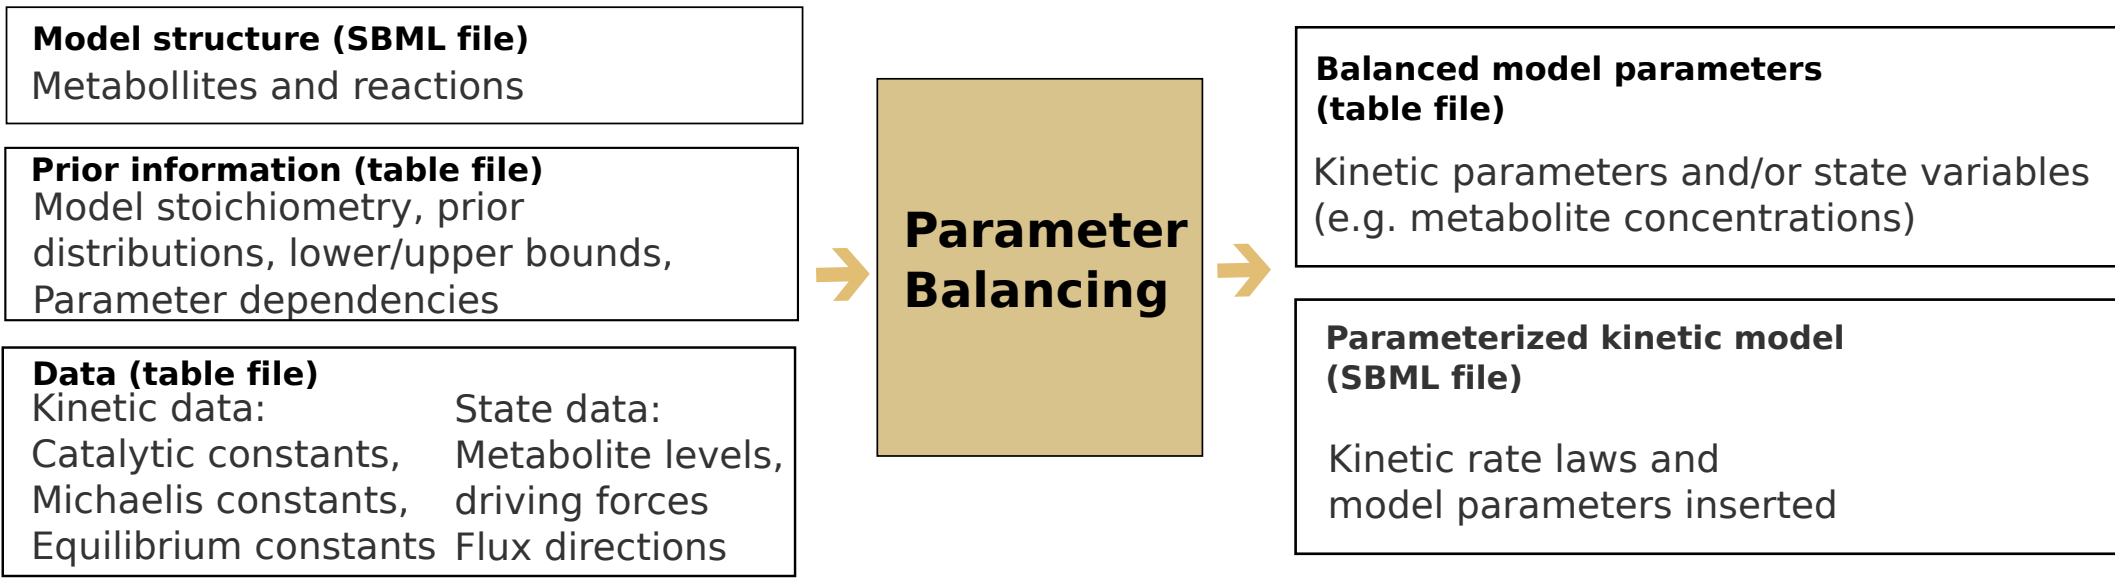 Model structure (SBML file)
Metabollites and reactions
Prior information (table file)
Model stoichiometry, prior
distributions, lower/upper bounds,
Parameter dependencies
Data (table file)
Kinetic data:
Catalytic constants,
Michaelis constants,
Equilibrium constants
State data:
Metabolite levels,
driving forces
Flux directions
Parameter
Balancing
Balanced model parameters
(table file)
Kinetic parameters and/or state variables
(e.g. metabolite concentrations)
Parameterized kinetic model
(SBML file)
Kinetic rate laws and
model parameters inserted